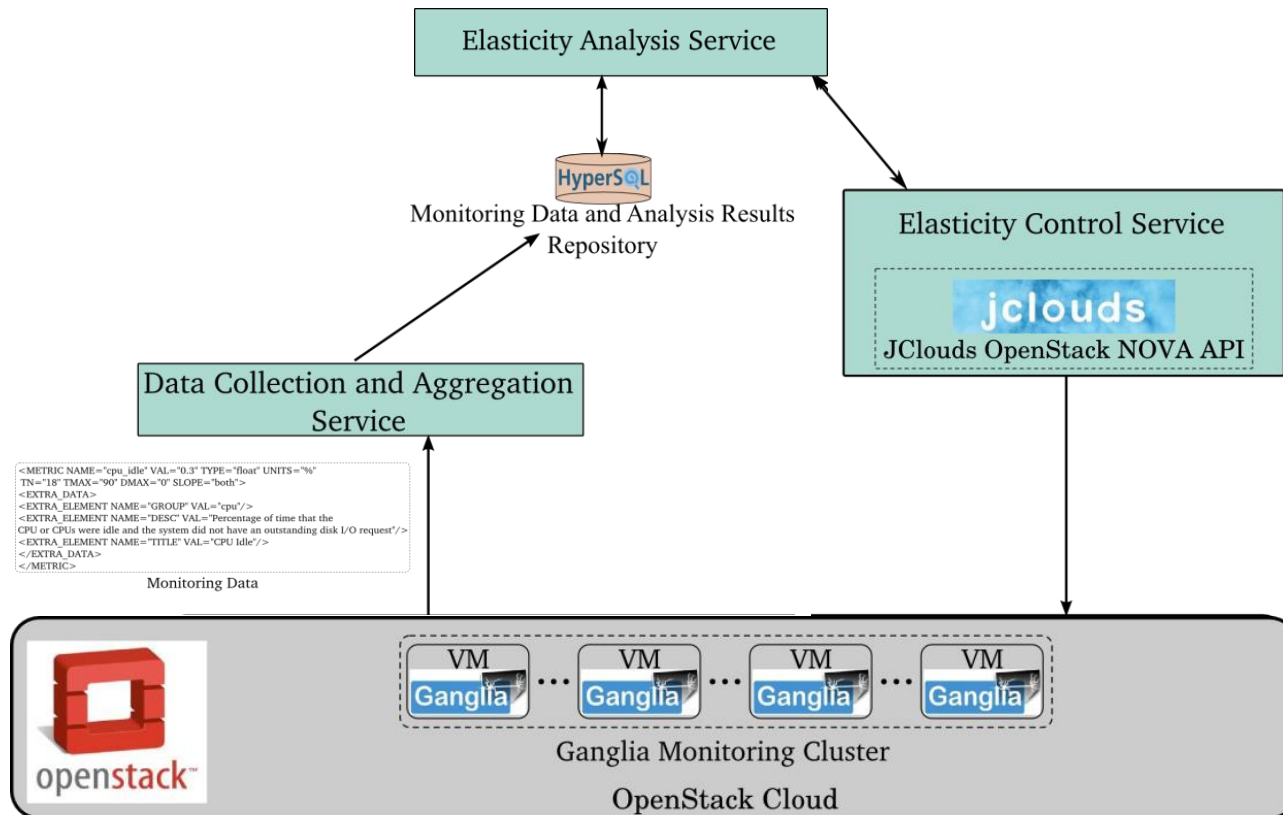 Elasticity Analysis Service
HyperSQL
Monitoring Data and Analysis Results
Repository
Elasticity Control Service
jclouds
JClouds OpenStack NOVA API
Data Collection and Aggregation
Service
<METRIC NAME="cpu_idle" VAL="0.3" TYPE="float" UNITS="%"
TN="18" TMAX="90" DMAX="0" SLOPE="both">
<EXTRA_DATA>
<EXTRA_ELEMENT NAME="GROUP" VAL="cpu"/>
<EXTRA_ELEMENT NAME="DESC" VAL="Percentage of time that the
CPU or CPUs were idle and the system did not have an outstanding disk I/O request"/>
<EXTRA_ELEMENT NAME="TITLE" VAL="CPU Idle"/>
</EXTRA_DATA>
</METRIC>
Monitoring Data
openstack™
VM
Ganglia
...
VM
Ganglia
...
VM
Ganglia
...
VM
Ganglia
Ganglia Monitoring Cluster
OpenStack Cloud